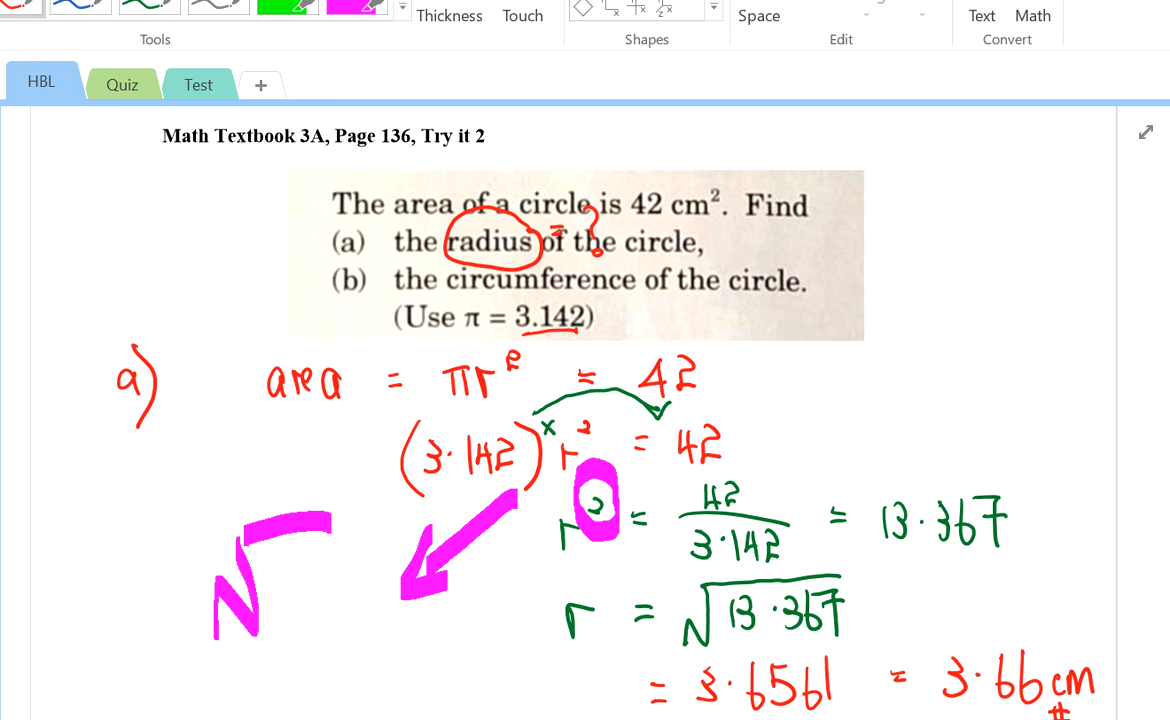 Thickness Touch Space Text Math
Tools Shapes Edit Convert
HBL Quiz Test +
Math Textbook 3A, Page 136, Try it 2
The area of a circle is 42 cm². Find
(a) the radius of the circle,
= ?
(b) the circumference of the circle.
(Use π = 3.142)
a) area = πr² = 42
(3.142) × r² = 42
r² = 42/3.142 = 13.367
√
r = √13.367
= 3.6561 = 3.66 cm
#